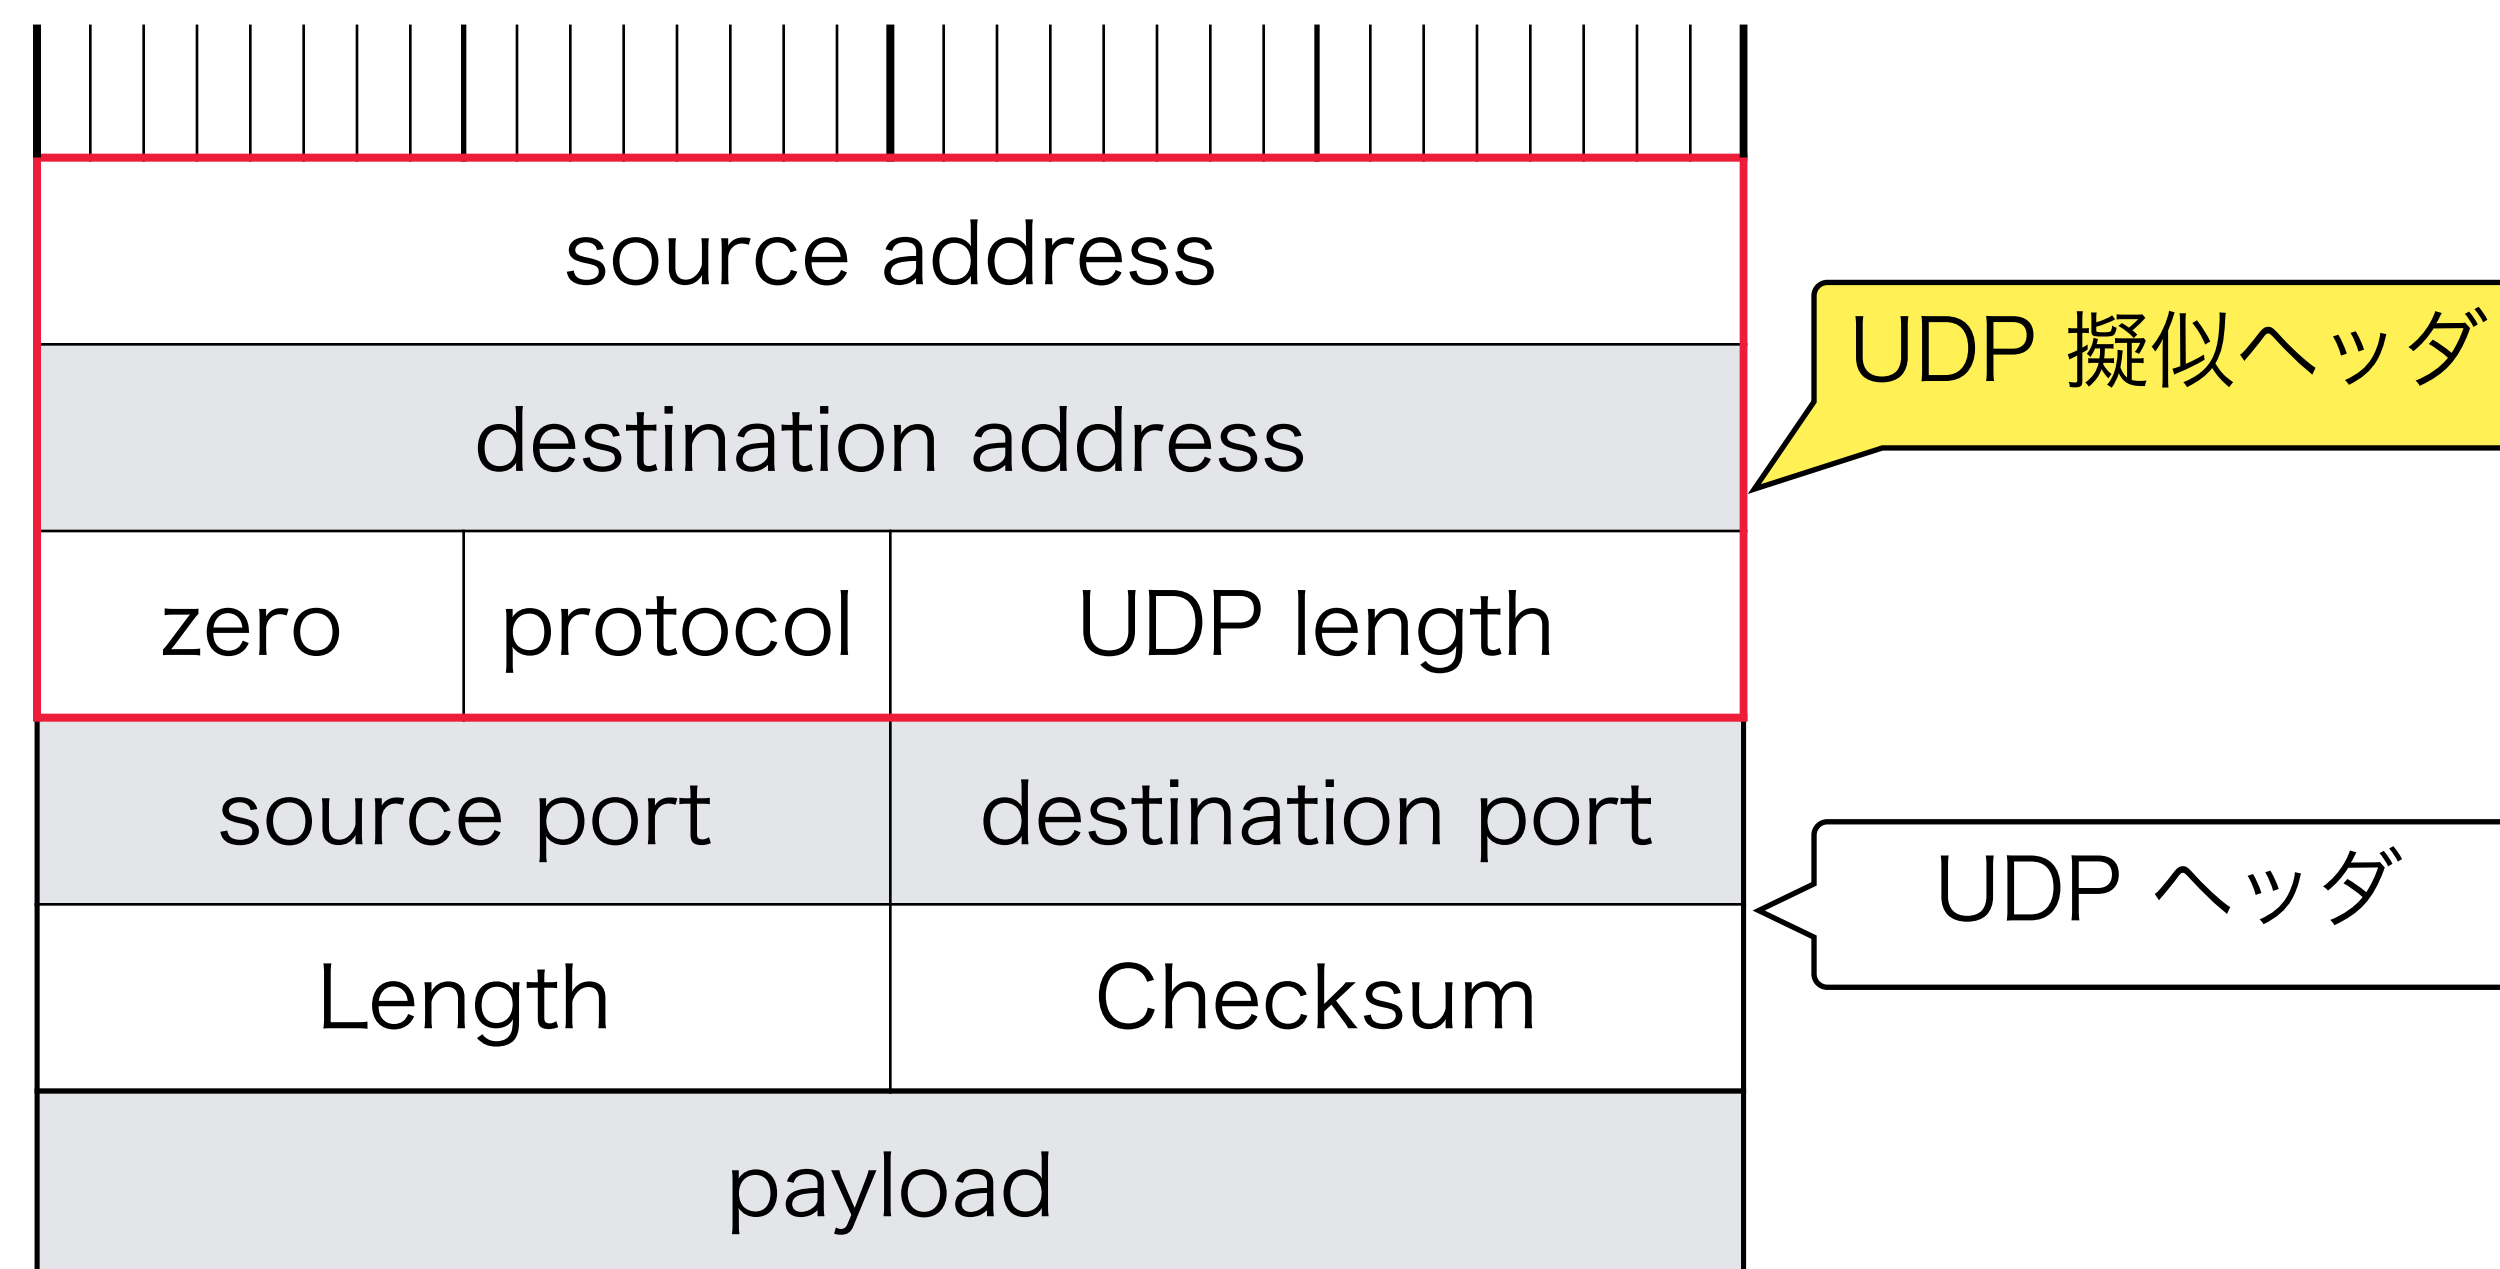 source address
UDP 擬似ヘッダ
destination address
zero
protocol
UDP length
source port
destination port
UDP ヘッダ
Length
Checksum
payload